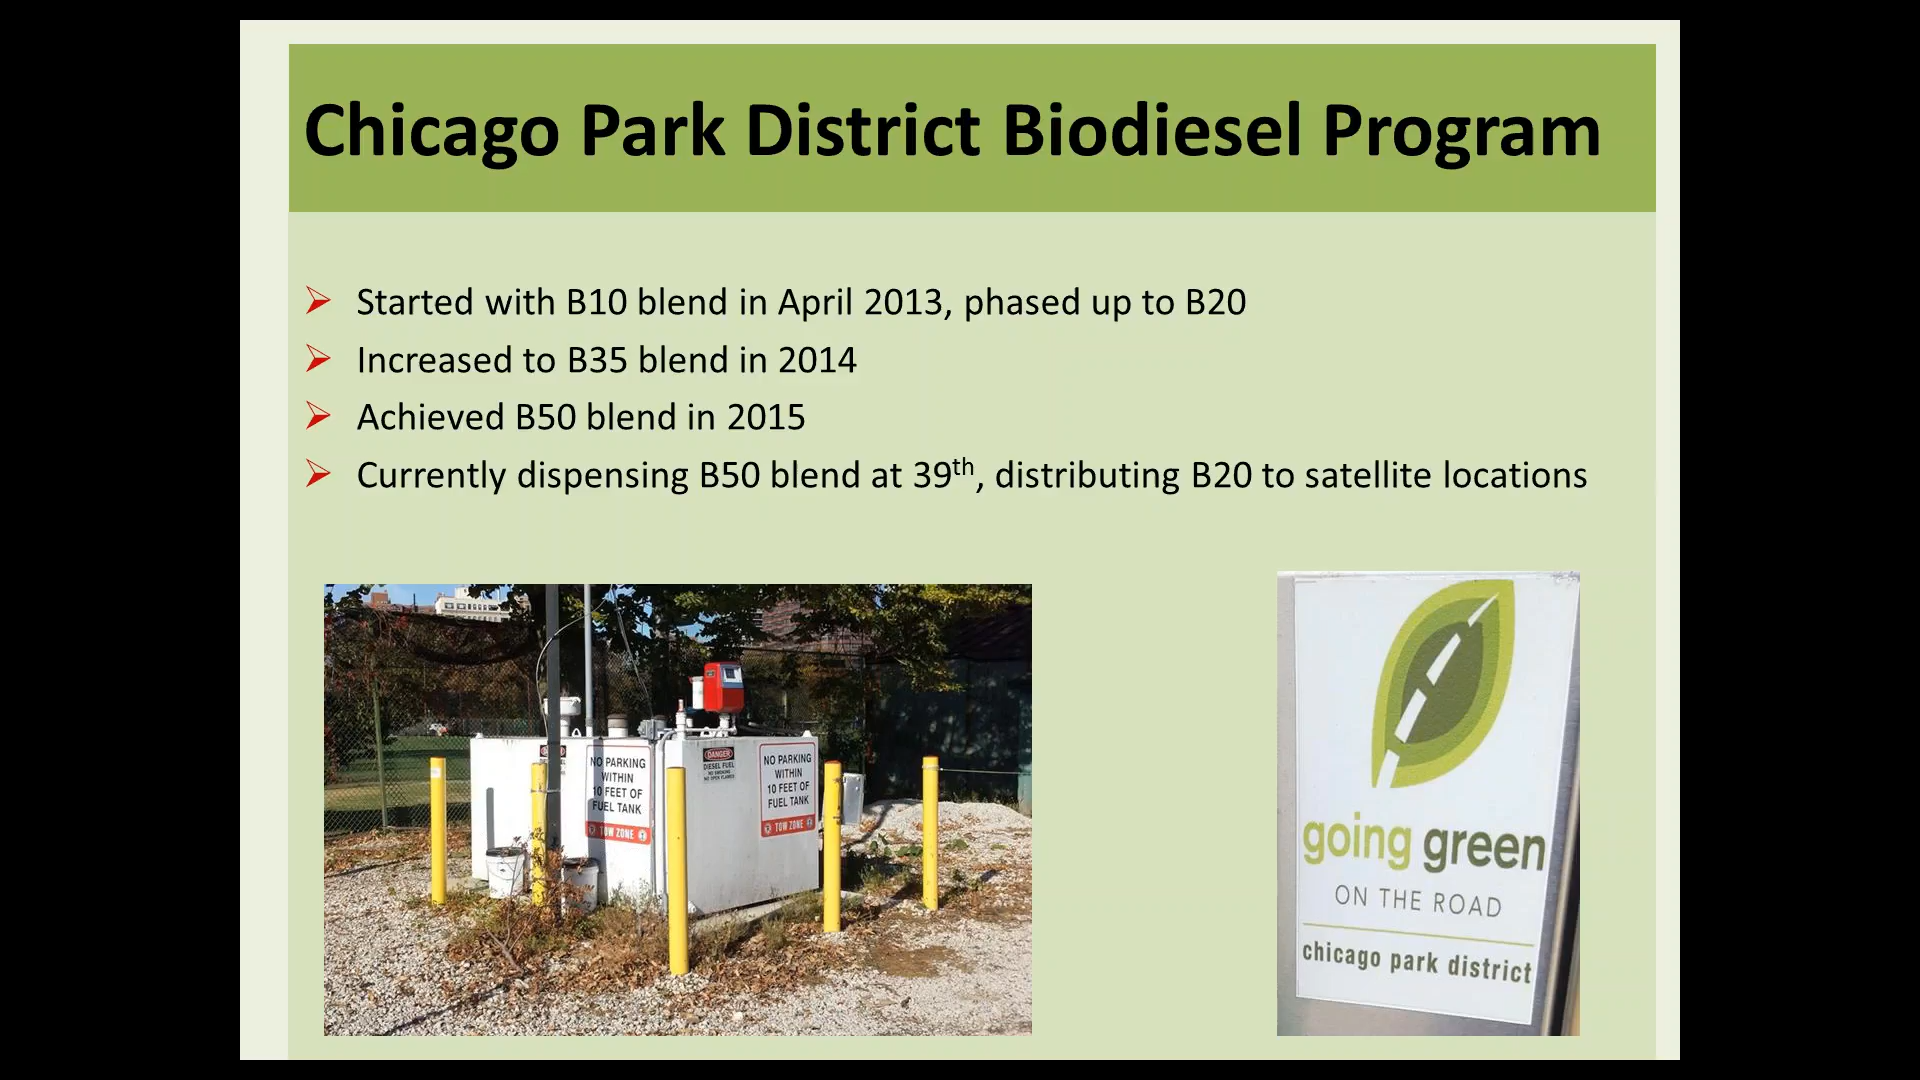 Chicago Park District Biodiesel Program
Started with B10 blend in April 2013, phased up to B20
Increased to B35 blend in 2014
Achieved B50 blend in 2015
Currently dispensing B50 blend at 39th, distributing B20 to satellite locations
NO PARKING
WITHIN
10 FEET OF
FUEL TANK
TOW ZONE
DANGER
DIESEL FUEL
NO SMOKING
NO OPEN FLAMES
NO PARKING
WITHIN
10 FEET OF
FUEL TANK
TOW ZONE
going green
ON THE ROAD
chicago park district